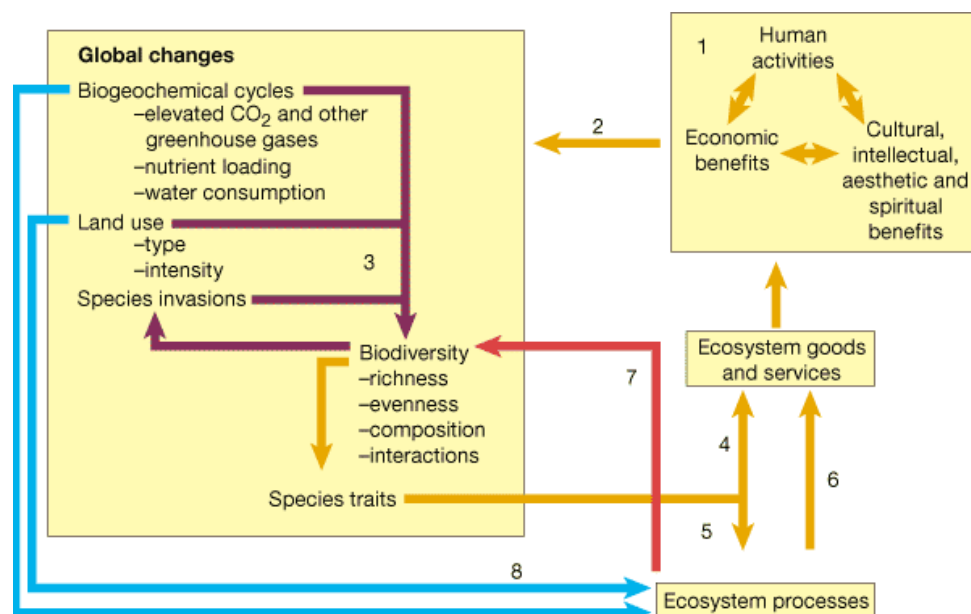 Global changes
Biogeochemical cycles
–elevated CO2 and other
greenhouse gases
–nutrient loading
–water consumption
Land use
–type
–intensity
Species invasions
3
Biodiversity
–richness
–evenness
–composition
–interactions
Species traits
2
1
Human
activities
Economic
benefits
Cultural,
intellectual,
aesthetic and
spiritual
benefits
Ecosystem goods
and services
7
4
6
5
8
Ecosystem processes